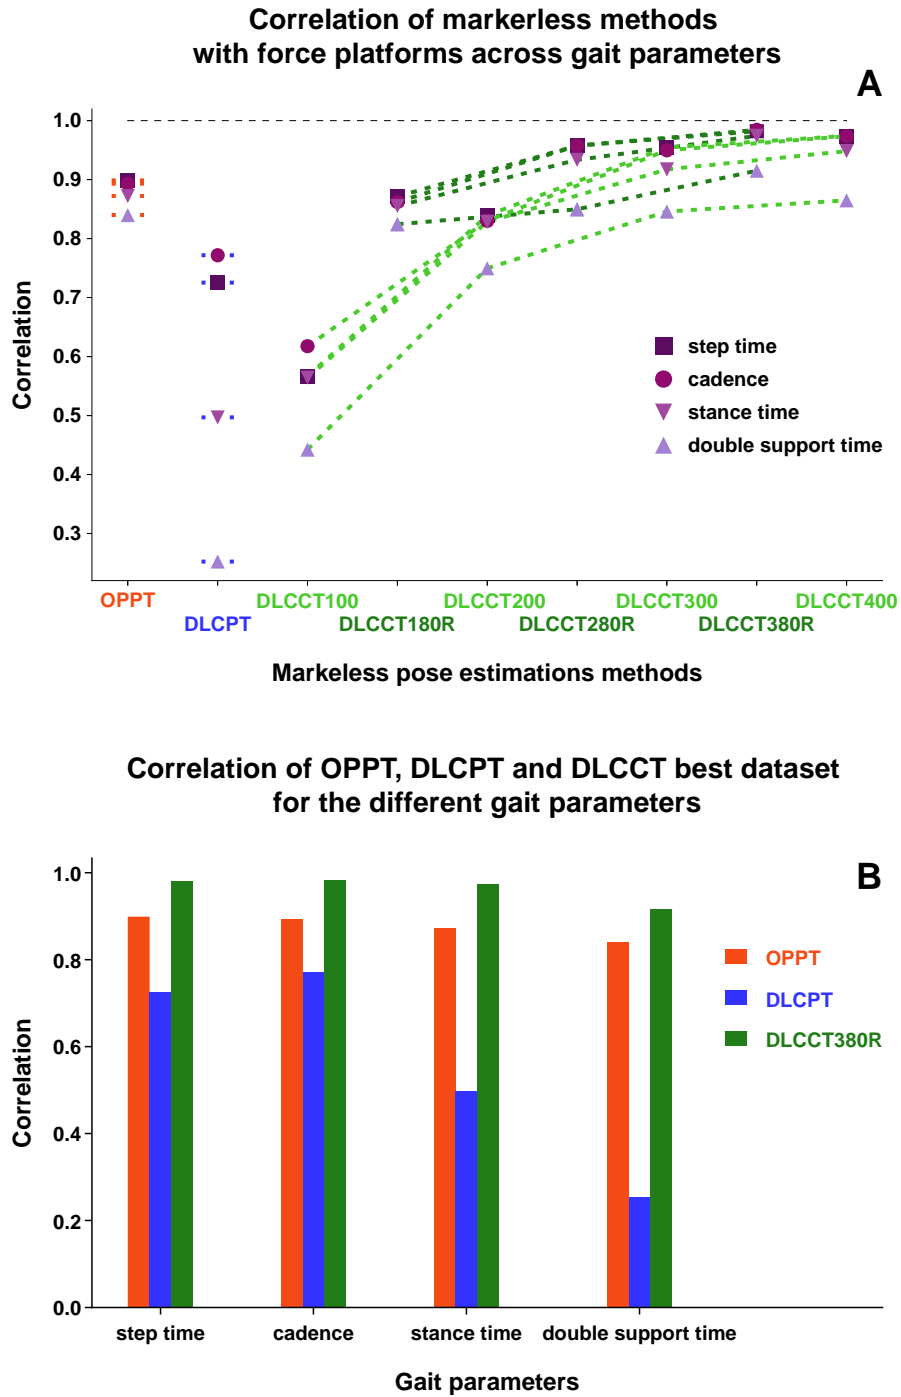 Correlation of markerless methods
with force platforms across gait parameters
A
1.0
0.9
0.8
0.7
0.6
0.5
0.4
0.3
Correlation
step time
cadence
stance time
double support time
OPPT
DLCCT100
DLCCT200
DLCCT300
DLCCT400
DLCPT
DLCCT180R
DLCCT280R
DLCCT380R
Markeless pose estimations methods
Correlation of OPPT, DLCPT and DLCCT best dataset
for the different gait parameters
B
1.0
0.8
0.6
0.4
0.2
0.0
Correlation
OPPT
DLCPT
DLCCT380R
step time
cadence
stance time
double support time
Gait parameters